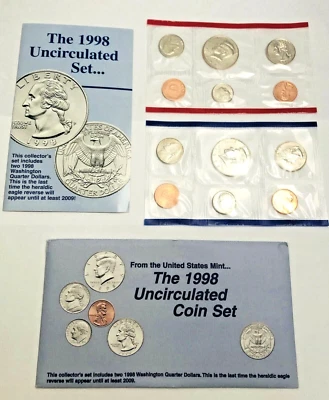 The 1998
Uncirculated
Set...
LIBERTY
1998
This collector's
set includes
two 1998
Washington
Quarter Dollars.
This is the last
time the heraldic
eagle reverse will
appear until at least 2009!
From the United States Mint...
The 1998
Uncirculated
Coin Set
This collector's set includes two 1998 Washington Quarter Dollars. This is the last time the heraldic eagle
reverse will appear until at least 2009.